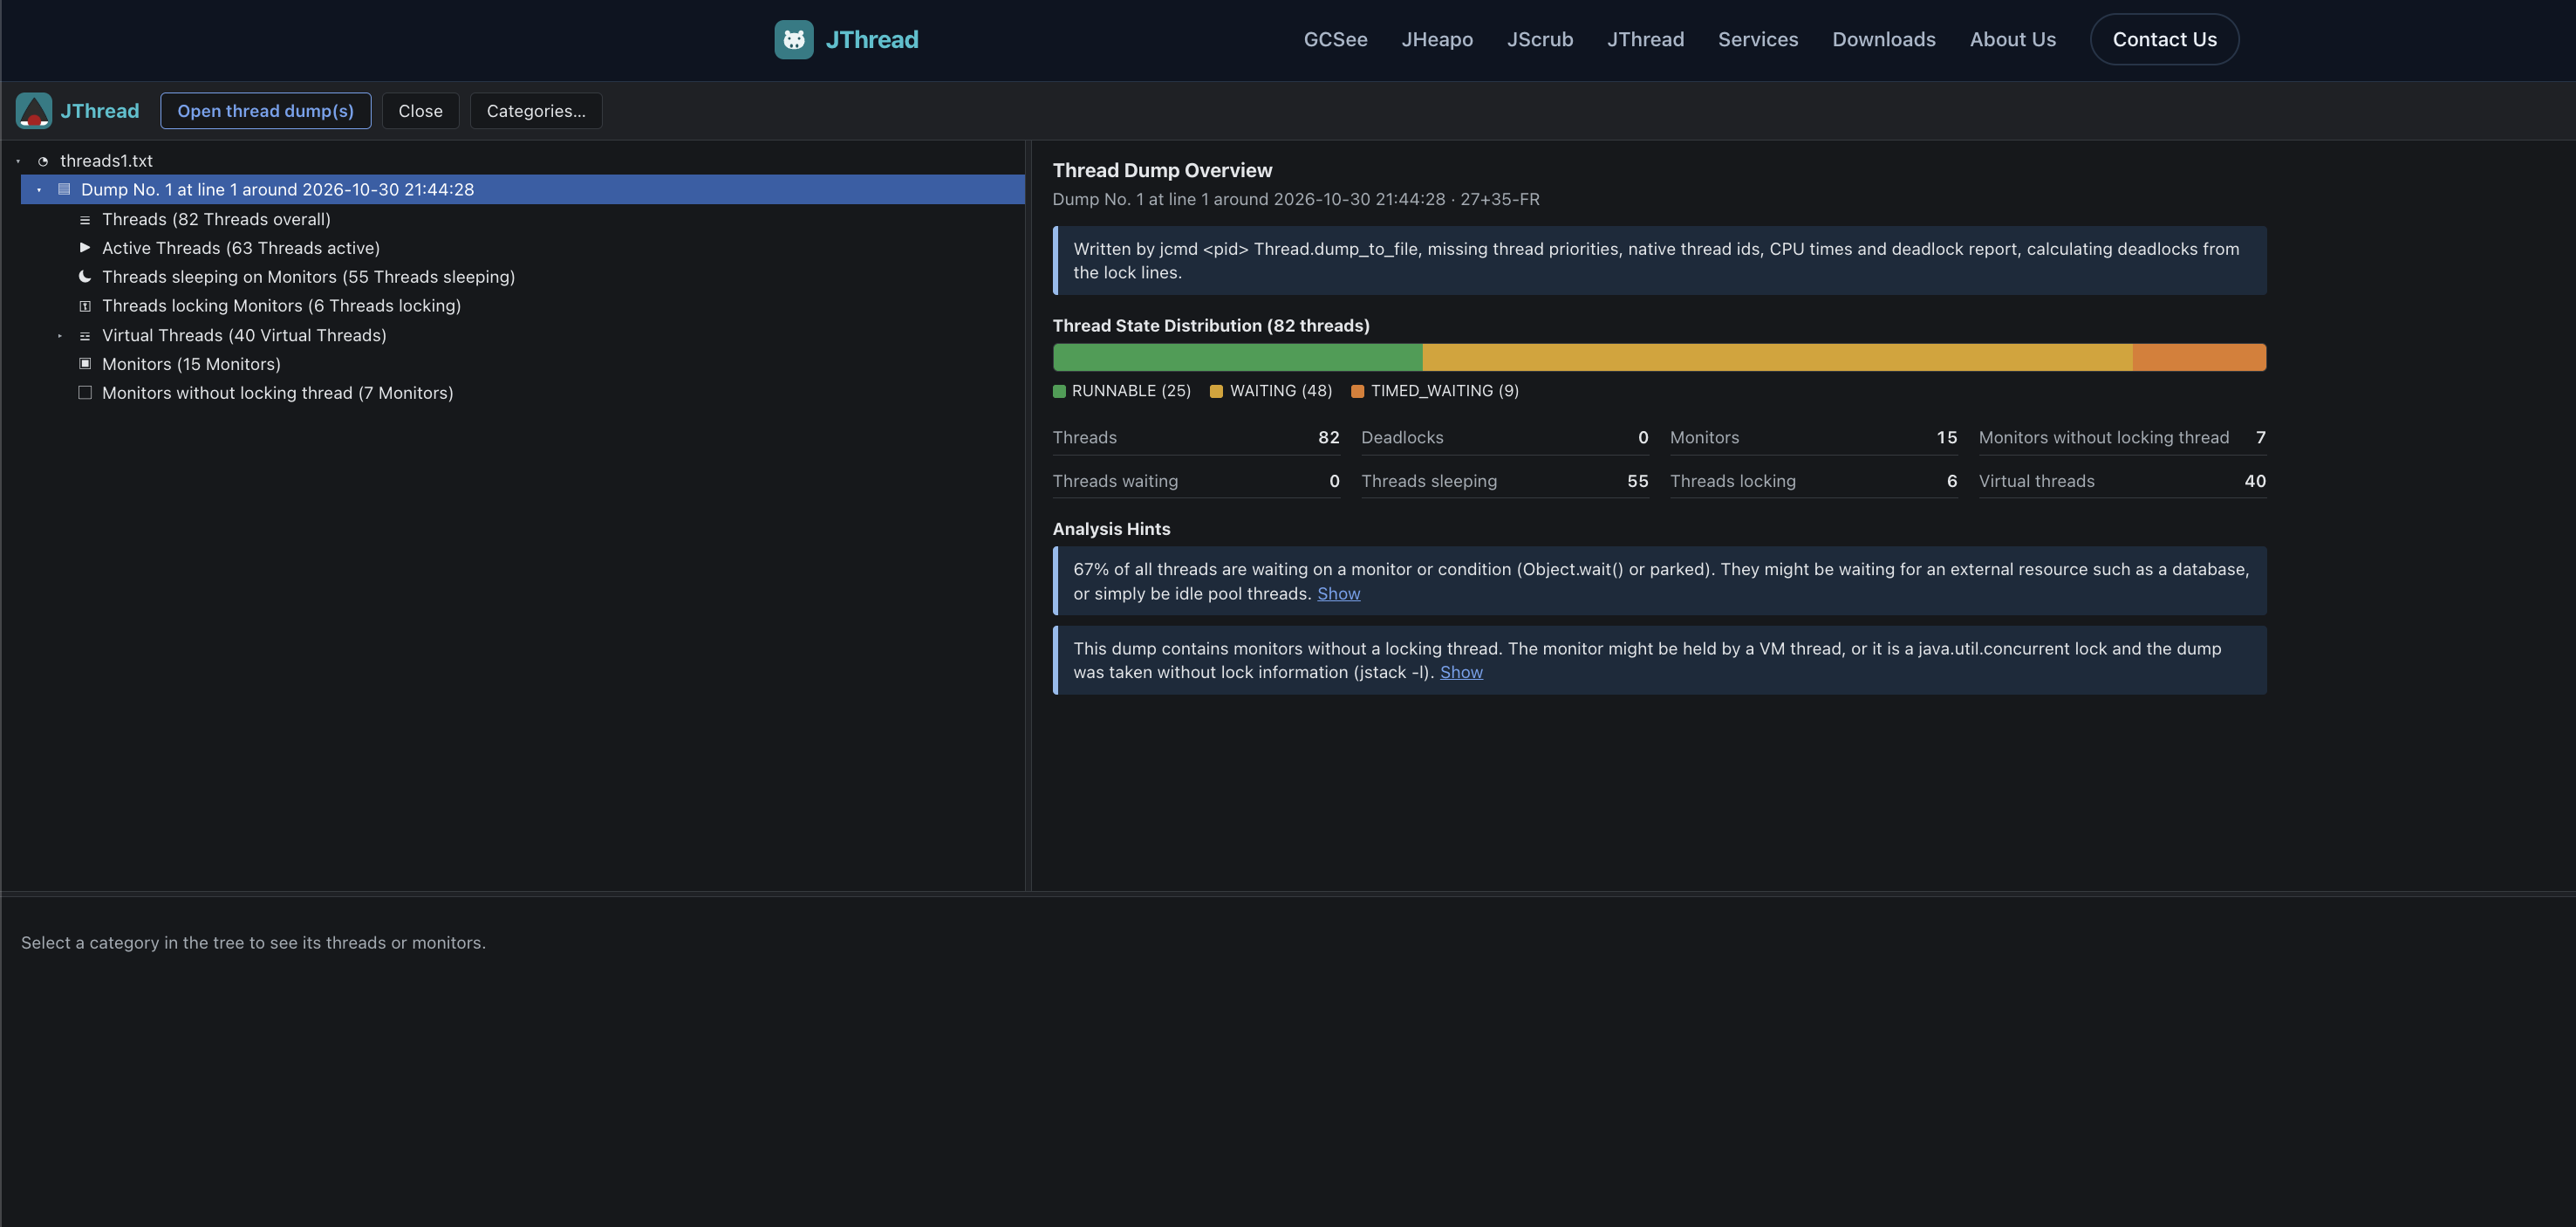 JThread
GCSee JHeapo JScrub JThread Services Downloads About Us Contact Us
JThread Open thread dump(s) Close Categories...
threads1.txt
Dump No. 1 at line 1 around 2026-10-30 21:44:28
Threads (82 Threads overall)
Active Threads (63 Threads active)
Threads sleeping on Monitors (55 Threads sleeping)
Threads locking Monitors (6 Threads locking)
Virtual Threads (40 Virtual Threads)
Monitors (15 Monitors)
Monitors without locking thread (7 Monitors)
Thread Dump Overview
Dump No. 1 at line 1 around 2026-10-30 21:44:28 · 27+35-FR
Written by jcmd <pid> Thread.dump_to_file, missing thread priorities, native thread ids, CPU times and deadlock report, calculating deadlocks from
the lock lines.
Thread State Distribution (82 threads)
RUNNABLE (25) WAITING (48) TIMED_WAITING (9)
Threads 82 Deadlocks 0 Monitors 15 Monitors without locking thread 7
Threads waiting 0 Threads sleeping 55 Threads locking 6 Virtual threads 40
Analysis Hints
67% of all threads are waiting on a monitor or condition (Object.wait() or parked). They might be waiting for an external resource such as a database,
or simply be idle pool threads. Show
This dump contains monitors without a locking thread. The monitor might be held by a VM thread, or it is a java.util.concurrent lock and the dump
was taken without lock information (jstack -l). Show
Select a category in the tree to see its threads or monitors.